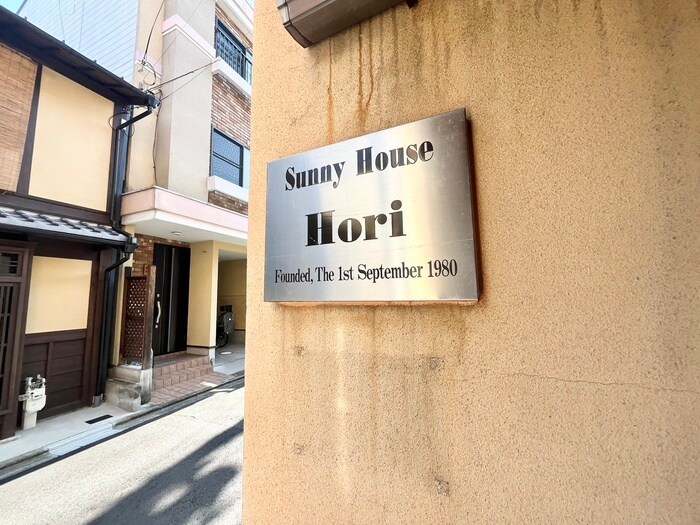 Sunny House
Hori
Founded, The 1st September 1980